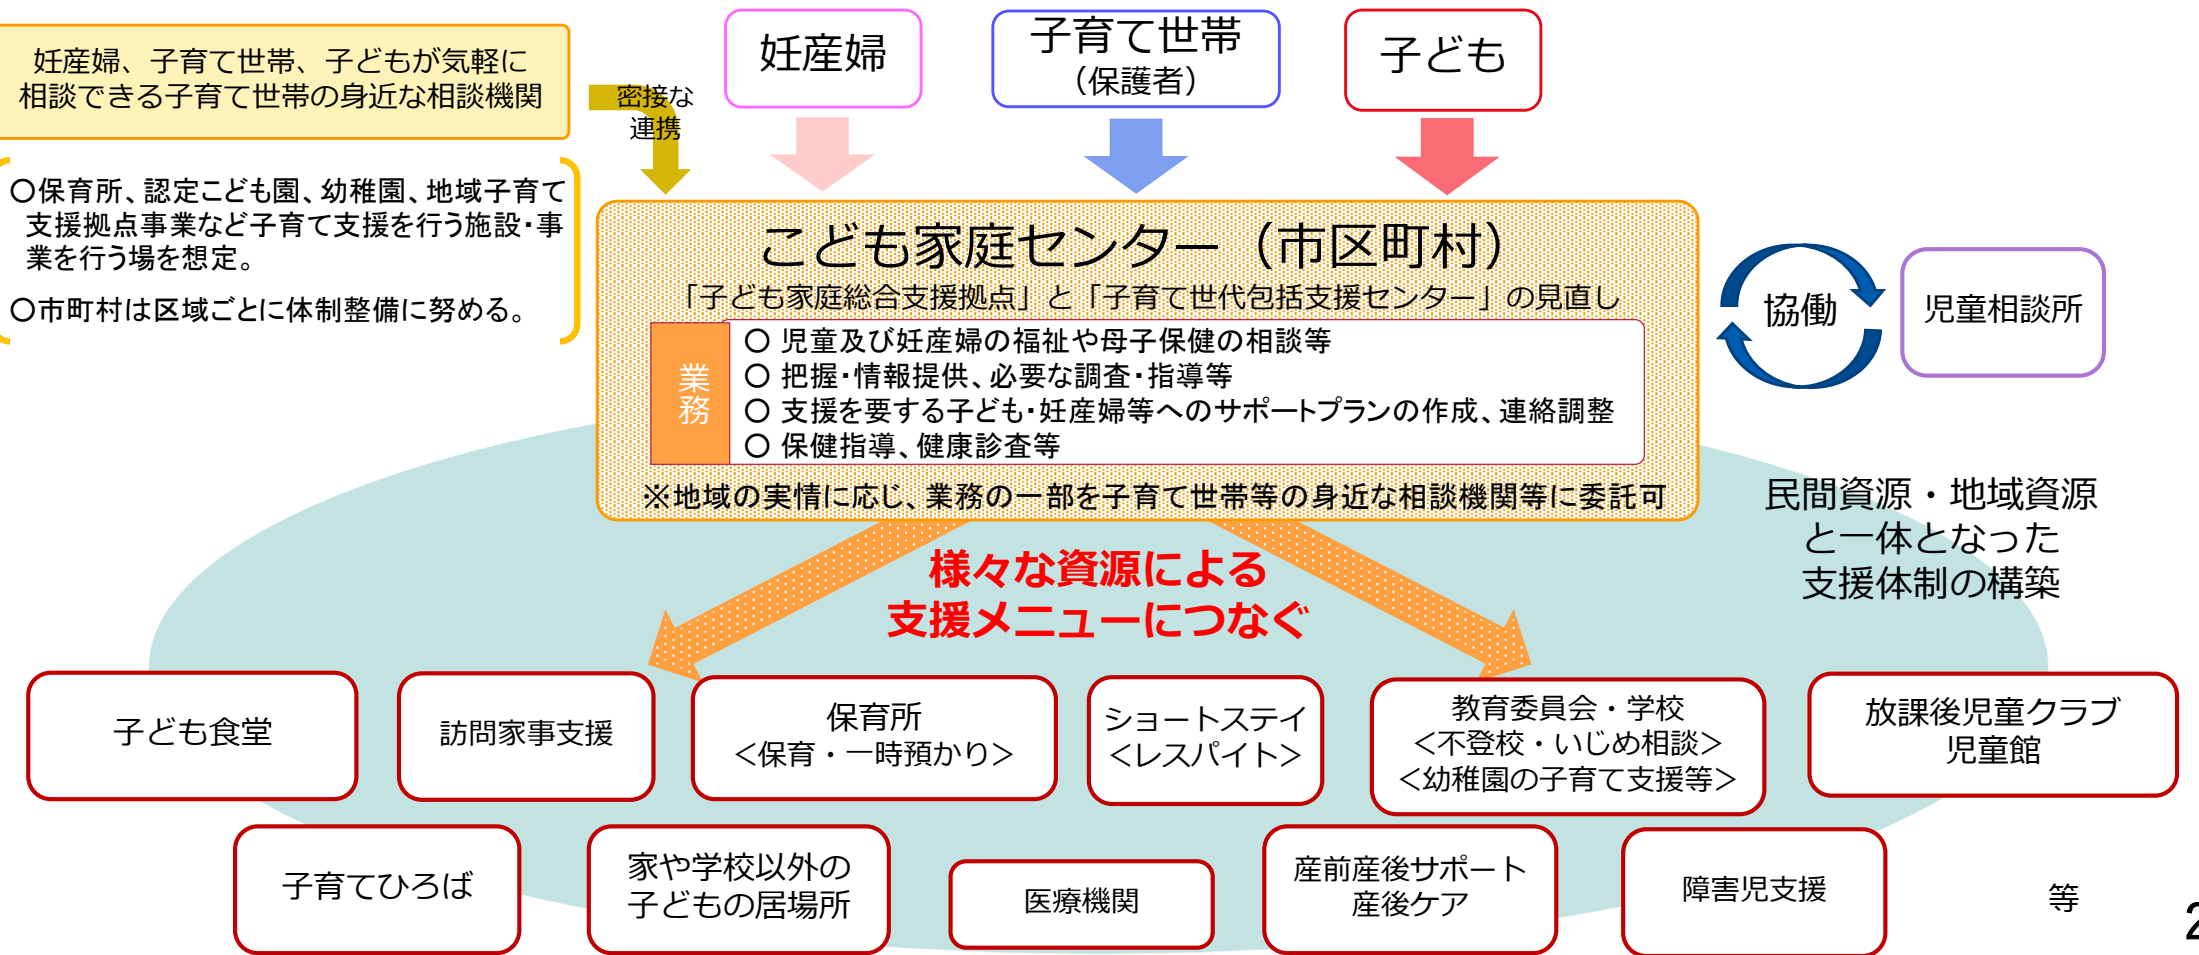 妊産婦、子育て世帯、子どもが気軽に
相談できる子育て世帯の身近な相談機関
密接な
連携
妊産婦
子育て世帯
（保護者）
子ども
〇保育所、認定こども園、幼稚園、地域子育て
支援拠点事業など子育て支援を行う施設・事
業を行う場を想定。
〇市町村は区域ごとに体制整備に努める。
こども家庭センター（市区町村）
「子ども家庭総合支援拠点」と「子育て世代包括支援センター」の見直し
業務
〇 児童及び妊産婦の福祉や母子保健の相談等
〇 把握・情報提供、必要な調査・指導等
〇 支援を要する子ども・妊産婦等へのサポートプランの作成、連絡調整
〇 保健指導、健康診査等
※地域の実情に応じ、業務の一部を子育て世帯等の身近な相談機関等に委託可
協働
児童相談所
民間資源・地域資源
と一体となった
支援体制の構築
様々な資源による
支援メニューにつなぐ
子ども食堂
訪問家事支援
保育所
＜保育・一時預かり＞
ショートステイ
＜レスパイト＞
教育委員会・学校
＜不登校・いじめ相談＞
＜幼稚園の子育て支援等＞
放課後児童クラブ
児童館
子育てひろば
家や学校以外の
子どもの居場所
医療機関
産前産後サポート
産後ケア
障害児支援
等
2